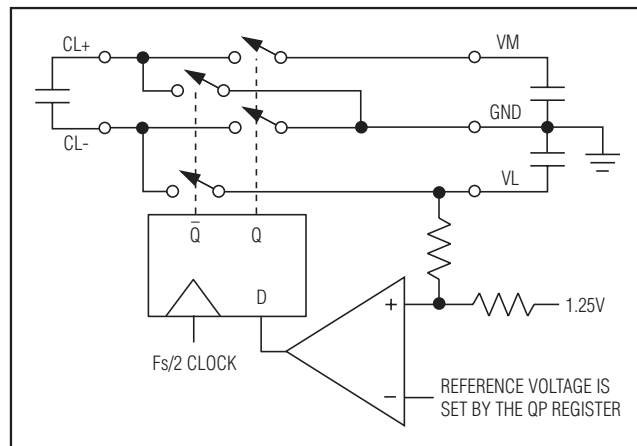 CL+
VM
GND
CL-
VL
Q̅
Q
D
+
1.25V
Fs/2 CLOCK
−
REFERENCE VOLTAGE IS
SET BY THE QP REGISTER